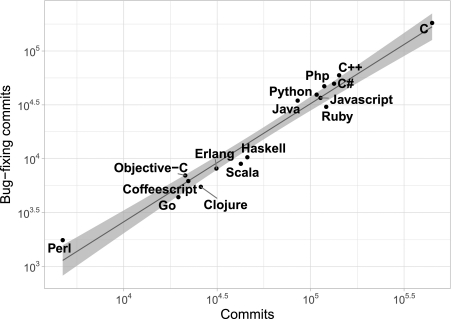 Bug-fixing commits
10^5
10^4.5
10^4
10^3.5
10^3
C
C++
Php
C#
Python
Javascript
Java
Ruby
Erlang
Haskell
Objective-C
Scala
Coffeescript
Go
Clojure
Perl
10^4
10^4.5
10^5
10^5.5
Commits